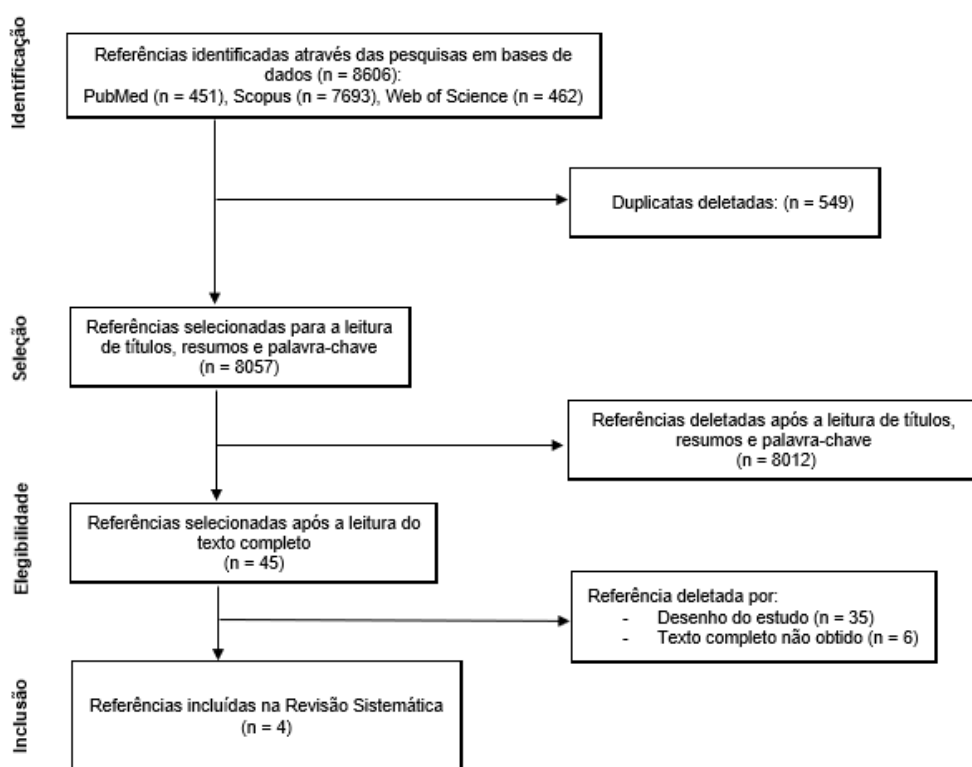 Identificação
Referências identificadas através das pesquisas em bases de
dados (n = 8606):
PubMed (n = 451), Scopus (n = 7693), Web of Science (n = 462)
Duplicatas deletadas: (n = 549)
Seleção
Referências selecionadas para a leitura
de títulos, resumos e palavra-chave
(n = 8057)
Referências deletadas após a leitura de títulos,
resumos e palavra-chave
(n = 8012)
Elegibilidade
Referências selecionadas após a leitura do
texto completo
(n = 45)
Referência deletada por:
- Desenho do estudo (n = 35)
- Texto completo não obtido (n = 6)
Inclusão
Referências incluídas na Revisão Sistemática
(n = 4)